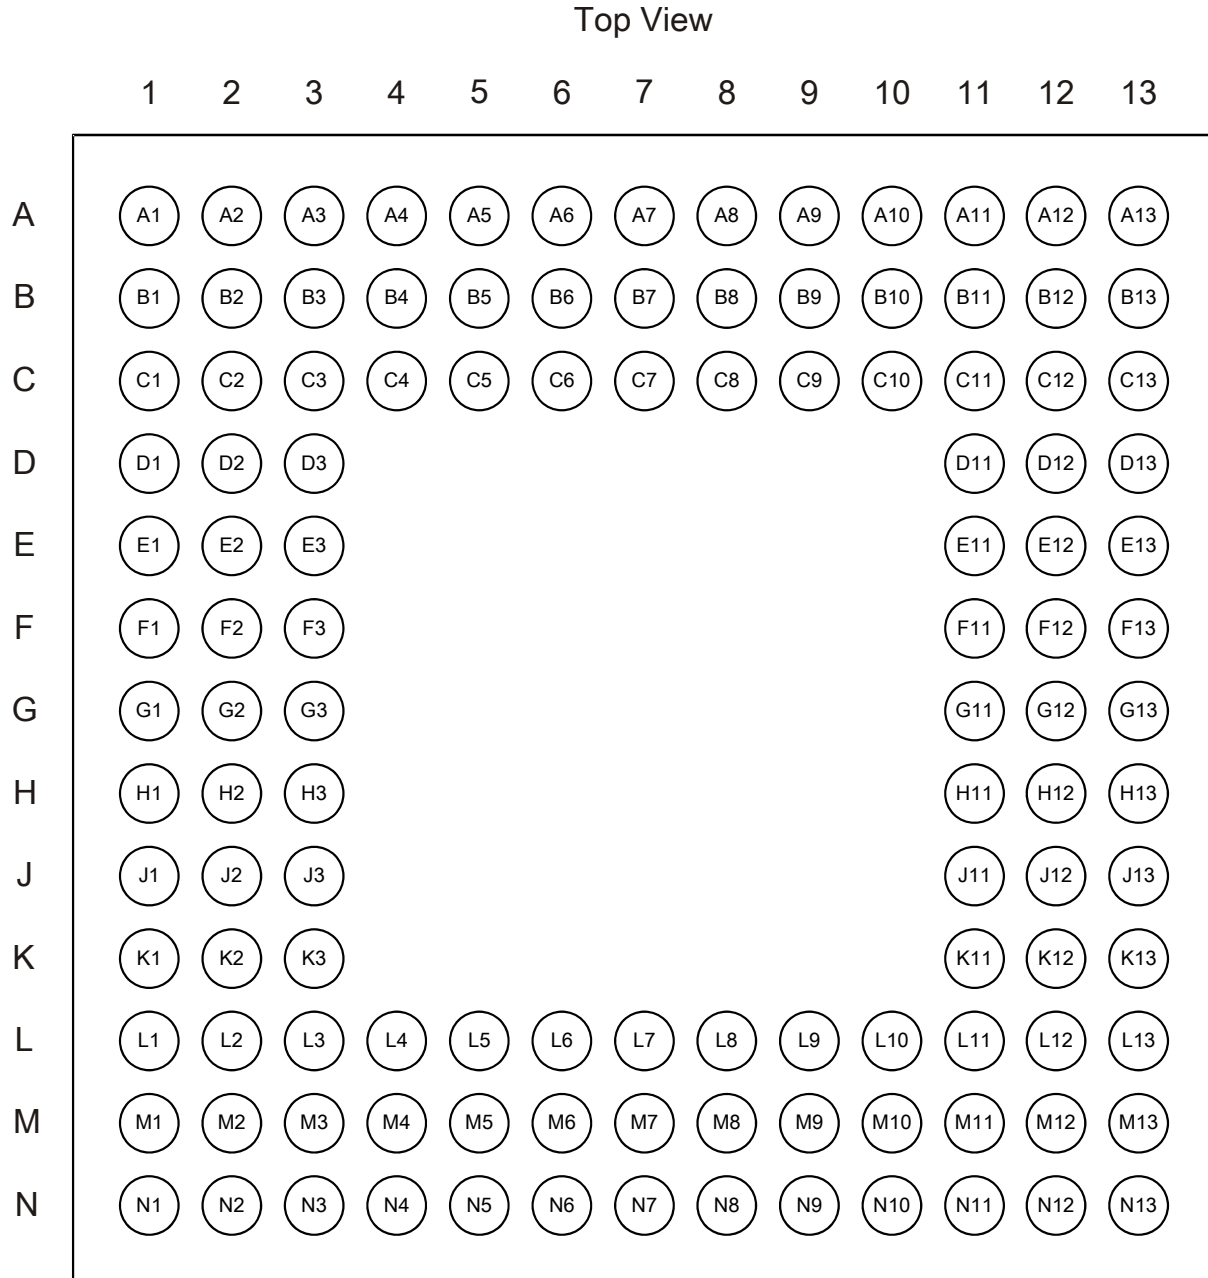 Top View
1 2 3 4 5 6 7 8 9 10 11 12 13
A A1 A2 A3 A4 A5 A6 A7 A8 A9 A10 A11 A12 A13
B B1 B2 B3 B4 B5 B6 B7 B8 B9 B10 B11 B12 B13
C C1 C2 C3 C4 C5 C6 C7 C8 C9 C10 C11 C12 C13
D D1 D2 D3 D11 D12 D13
E E1 E2 E3 E11 E12 E13
F F1 F2 F3 F11 F12 F13
G G1 G2 G3 G11 G12 G13
H H1 H2 H3 H11 H12 H13
J J1 J2 J3 J11 J12 J13
K K1 K2 K3 K11 K12 K13
L L1 L2 L3 L4 L5 L6 L7 L8 L9 L10 L11 L12 L13
M M1 M2 M3 M4 M5 M6 M7 M8 M9 M10 M11 M12 M13
N N1 N2 N3 N4 N5 N6 N7 N8 N9 N10 N11 N12 N13